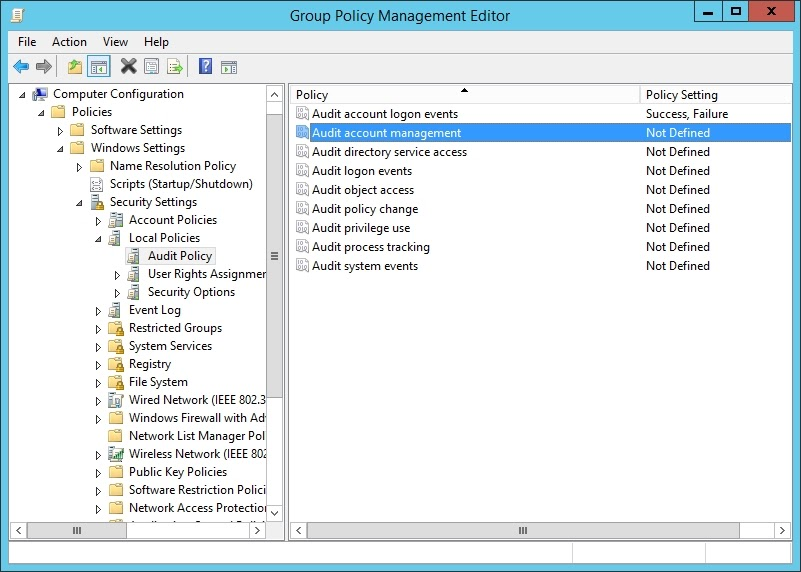 Group Policy Management Editor
File Action View Help
Computer Configuration
Policies
Software Settings
Windows Settings
Name Resolution Policy
Scripts (Startup/Shutdown)
Security Settings
Account Policies
Local Policies
Audit Policy
User Rights Assignmen
Security Options
Event Log
Restricted Groups
System Services
Registry
File System
Wired Network (IEEE 802.3
Windows Firewall with Adv
Network List Manager Pol
Wireless Network (IEEE 802
Public Key Policies
Software Restriction Polici
Network Access Protection
Policy Policy Setting
Audit account logon events Success, Failure
Audit account management Not Defined
Audit directory service access Not Defined
Audit logon events Not Defined
Audit object access Not Defined
Audit policy change Not Defined
Audit privilege use Not Defined
Audit process tracking Not Defined
Audit system events Not Defined